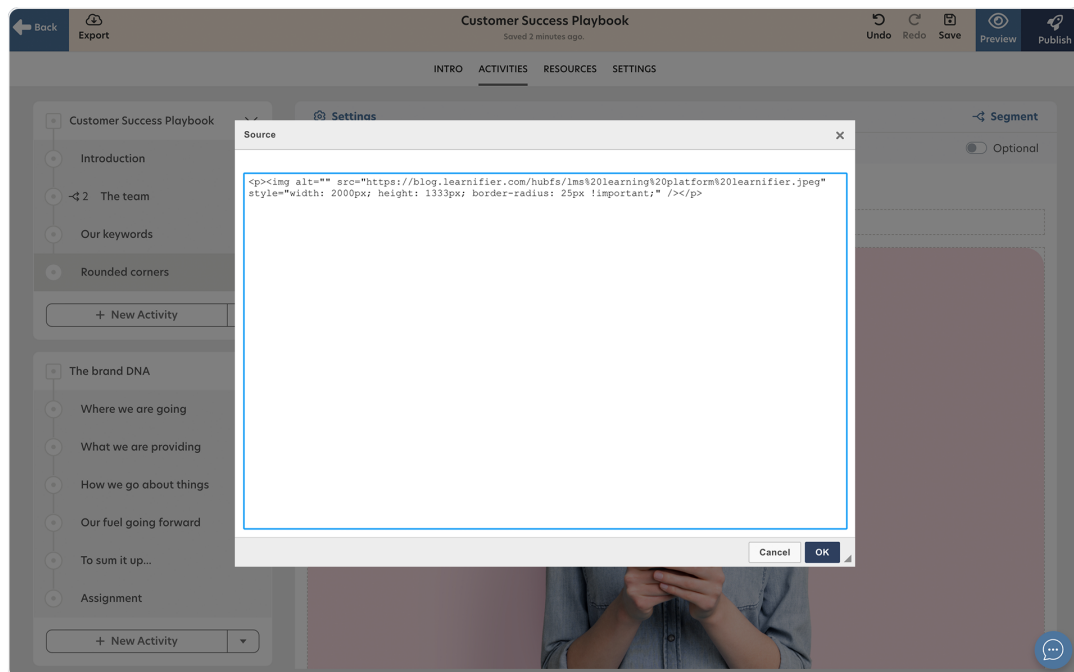 Back
Export
Customer Success Playbook
Saved 2 minutes ago.
Undo
Redo
Save
Preview
Publish
INTRO
ACTIVITIES
RESOURCES
SETTINGS
Customer Success Playbook
Introduction
2 The team
Our keywords
Rounded corners
+ New Activity
The brand DNA
Where we are going
What we are providing
How we go about things
Our fuel going forward
To sum it up...
Assignment
+ New Activity
Settings
Segment
Optional
Source
<p><img alt="" src="https://blog.learnifier.com/hubfs/lms%20learning%20platform%20learnifier.jpeg"
style="width: 2000px; height: 1333px; border-radius: 25px !important;" /></p>
Cancel
OK